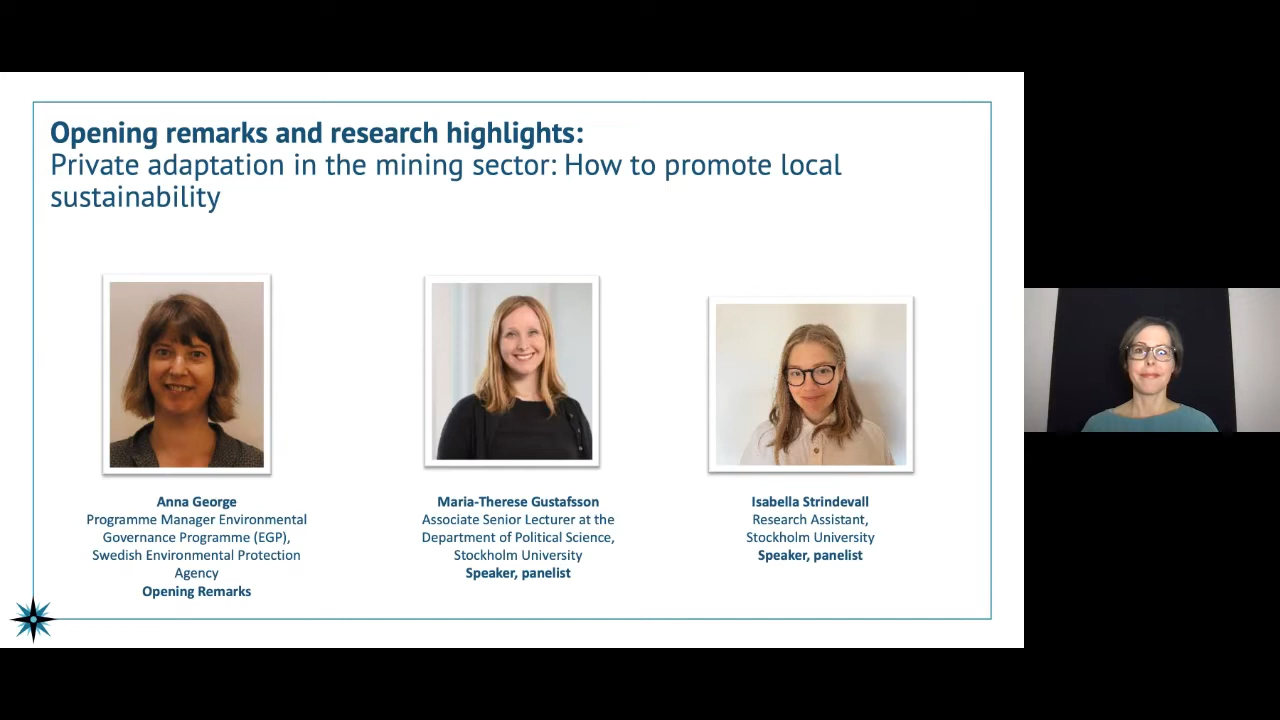 Opening remarks and research highlights:
Private adaptation in the mining sector: How to promote local
sustainability
Anna George
Programme Manager Environmental
Governance Programme (EGP),
Swedish Environmental Protection
Agency
Opening Remarks
Maria-Therese Gustafsson
Associate Senior Lecturer at the
Department of Political Science,
Stockholm University
Speaker, panelist
Isabella Strindevall
Research Assistant,
Stockholm University
Speaker, panelist